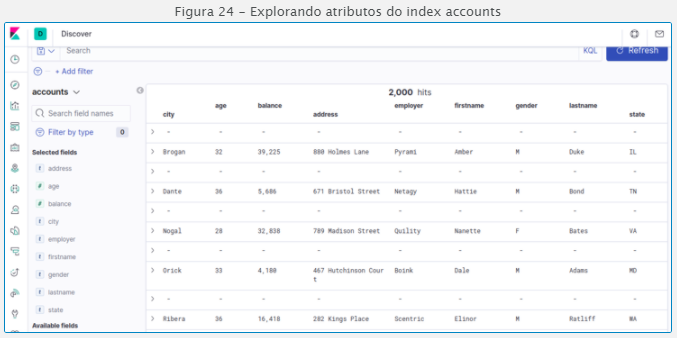 Figura 24 – Explorando atributos do index accounts
D Discover
Search KQL Refresh
+ Add filter
accounts
2,000 hits
Search field names
Filter by type 0
Selected fields
t address
# age
# balance
t city
t employer
t firstname
t gender
t lastname
t state
Available fields
city age balance address employer firstname gender lastname state
- - - - - - - - -
Brogan 32 39,225 880 Holmes Lane Pyrami Amber M Duke IL
- - - - - - - - -
Dante 36 5,686 671 Bristol Street Netagy Hattie M Bond TN
- - - - - - - - -
Nogal 28 32,838 789 Madison Street Quility Nanette F Bates VA
- - - - - - - - -
Orick 33 4,180 467 Hutchinson Cour Boink Dale M Adams MD
t
- - - - - - - - -
Ribera 36 16,418 282 Kings Place Scentric Elinor M Ratliff WA